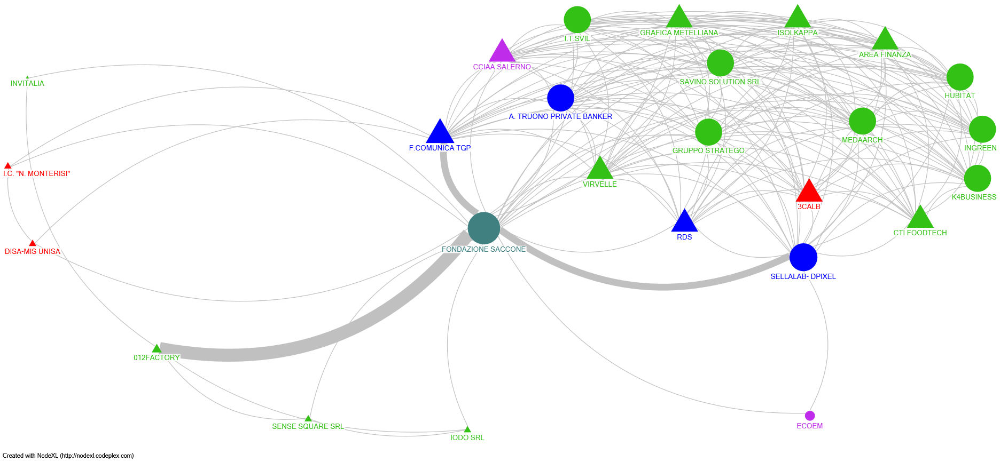 I.T.SVIL
GRAFICA METELLIANA
ISOLKAPPA
AREA FINANZA
CCIAA SALERNO
SAVINO SOLUTION SRL
INVITALIA
HUBITAT
A. TRUONO PRIVATE BANKER
MEDAARCH
F.COMUNICA TGP
GRUPPO STRATEGO
INGREEN
I.C. "N. MONTERISI"
VIRVELLE
K4BUSINESS
3CALB
RDS
CTI FOODTECH
DISA-MIS UNISA
FONDAZIONE SACCONE
SELLALAB- DPIXEL
012FACTORY
SENSE SQUARE SRL
ECOEM
IODO SRL
Created with NodeXL (http://nodexl.codeplex.com)